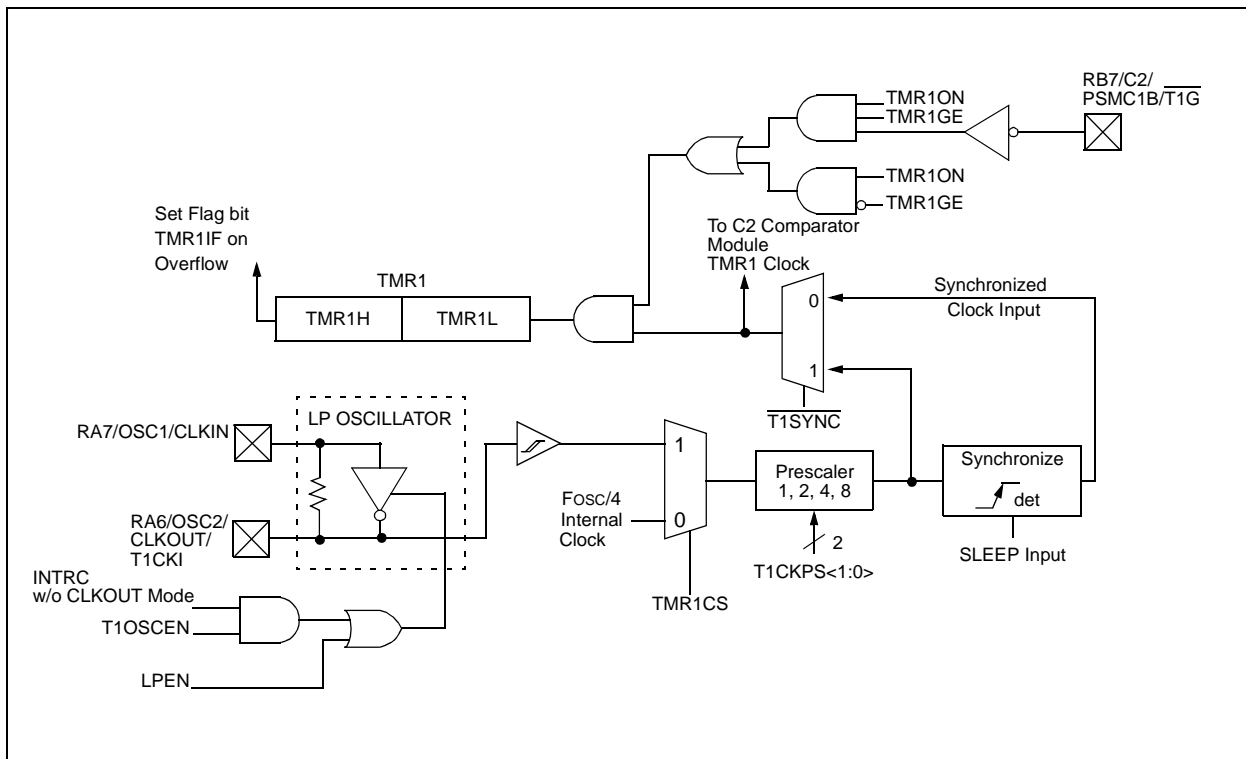 RB7/C2/
PSMC1B/T1G
TMR1ON
TMR1GE
TMR1ON
TMR1GE
Set Flag bit
TMR1IF on
Overflow
To C2 Comparator
Module
TMR1 Clock
TMR1
TMR1H
TMR1L
0
1
Synchronized
Clock Input
T1SYNC
LP OSCILLATOR
RA7/OSC1/CLKIN
RA6/OSC2/
CLKOUT/
T1CKI
FOSC/4
Internal
Clock
1
0
Prescaler
1, 2, 4, 8
Synchronize
det
2
T1CKPS<1:0>
SLEEP Input
TMR1CS
INTRC
w/o CLKOUT Mode
T1OSCEN
LPEN